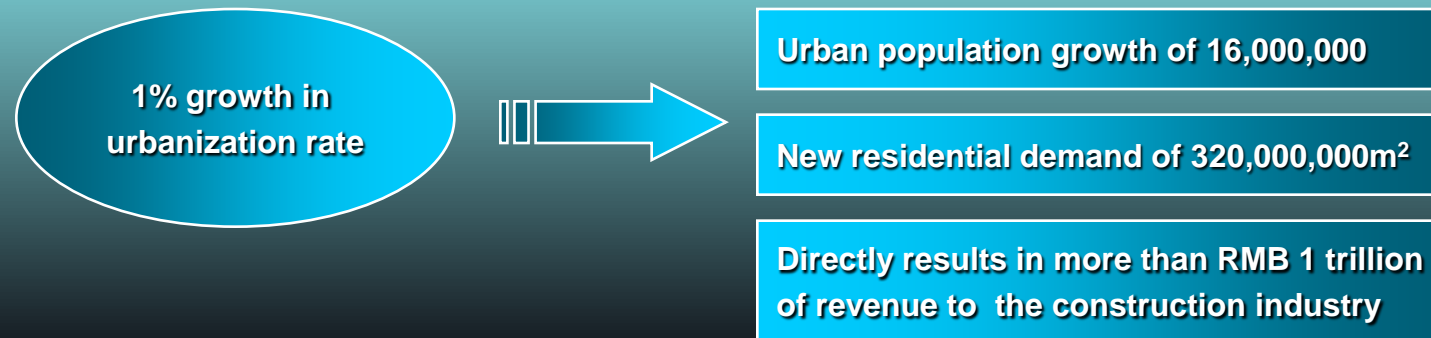 1% growth in
urbanization rate
Urban population growth of 16,000,000
New residential demand of 320,000,000m²
Directly results in more than RMB 1 trillion
of revenue to  the construction industry